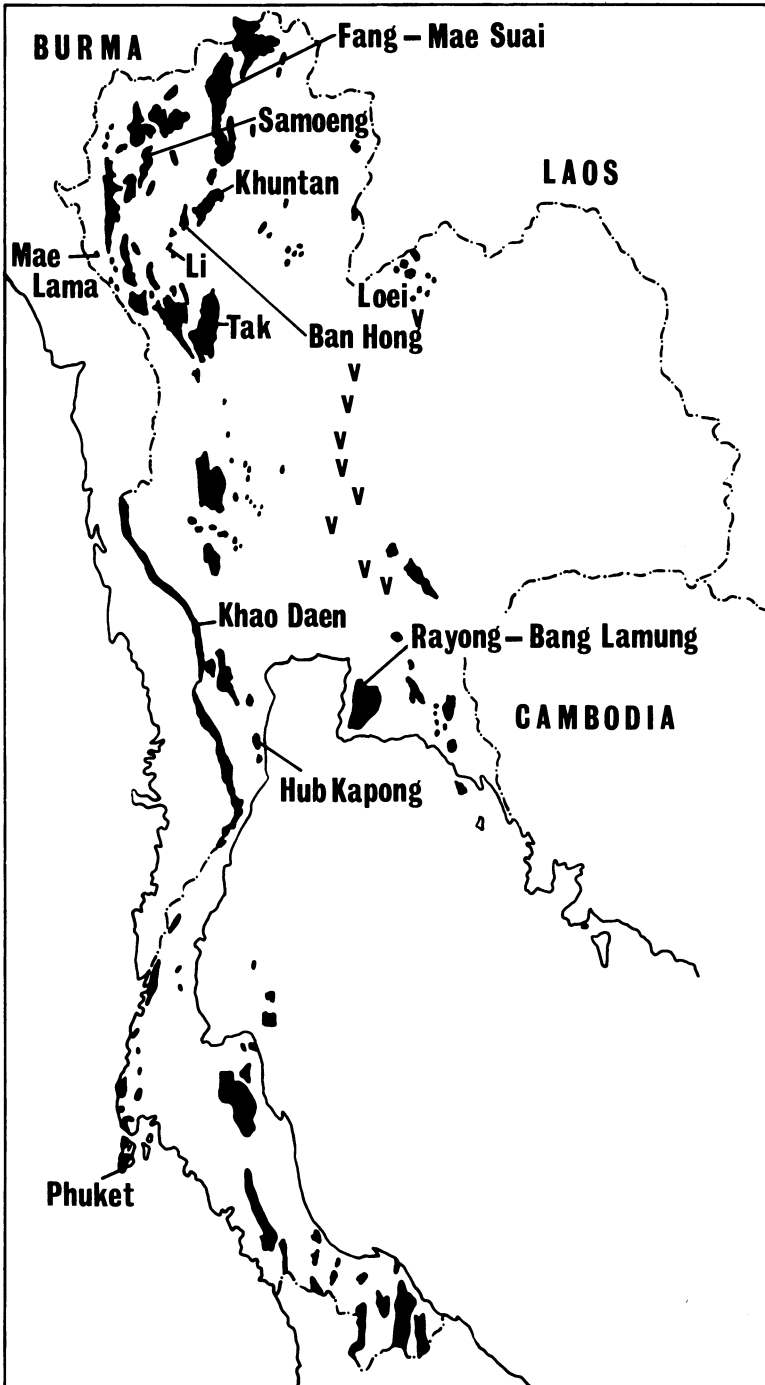 BURMA
Fang – Mae Suai
Samoeng
LAOS
Khuntan
Mae
Lama
Li
Loei
Tak
Ban Hong
V
V
V
V
V
V
V
V
V
Khao Daen
Rayong – Bang Lamung
CAMBODIA
Hub Kapong
Phuket